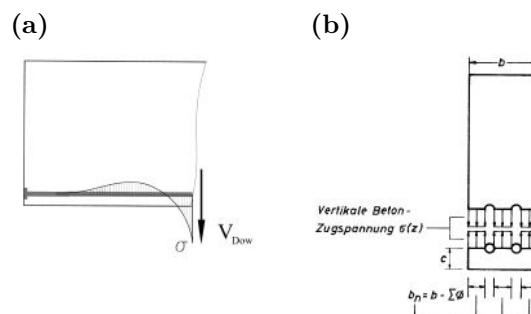 (a)
(b)
b
Vertikale Beton-
Zugspannung σ(z)
σ
V_Dow
c
b_n = b - ΣØ